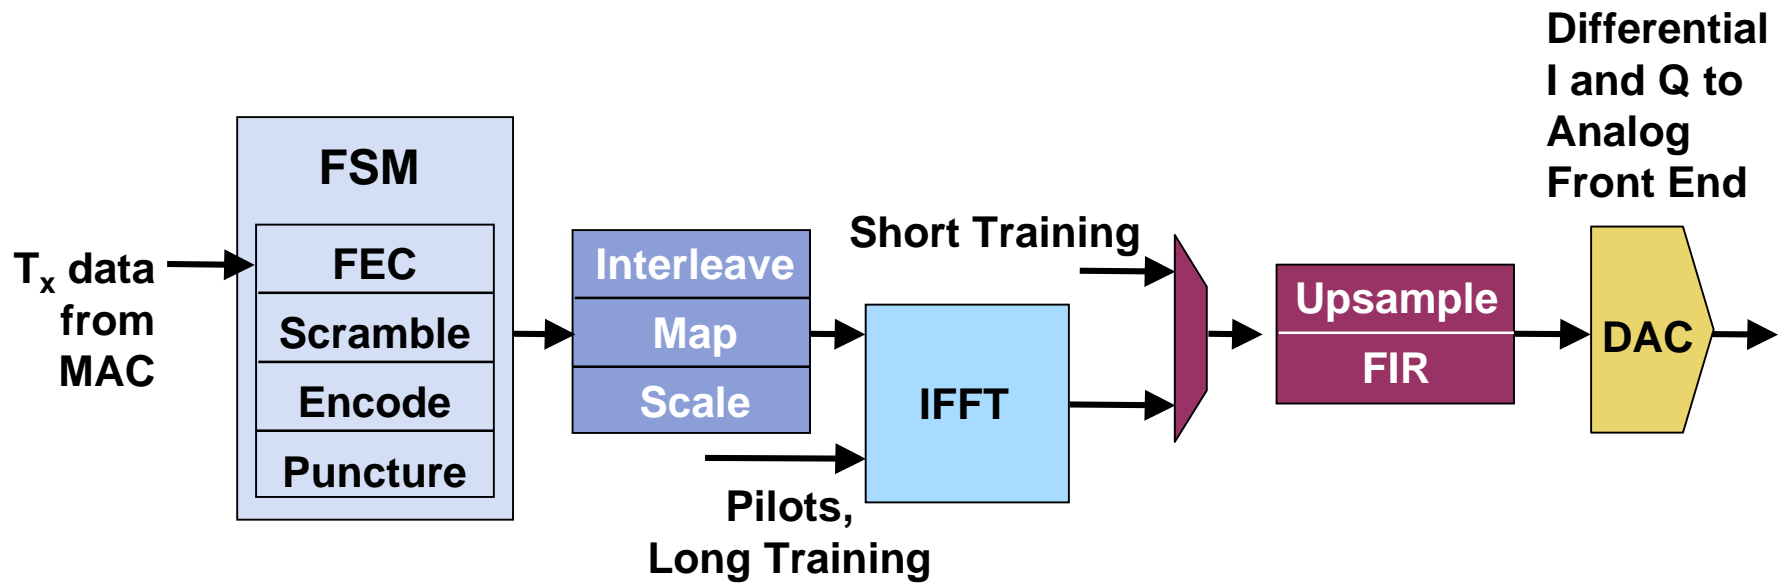 Differential
I and Q to
Analog
Front End
FSM
Tx data
from
MAC
FEC
Scramble
Encode
Puncture
Interleave
Map
Scale
Short Training
IFFT
Pilots,
Long Training
Upsample
FIR
DAC